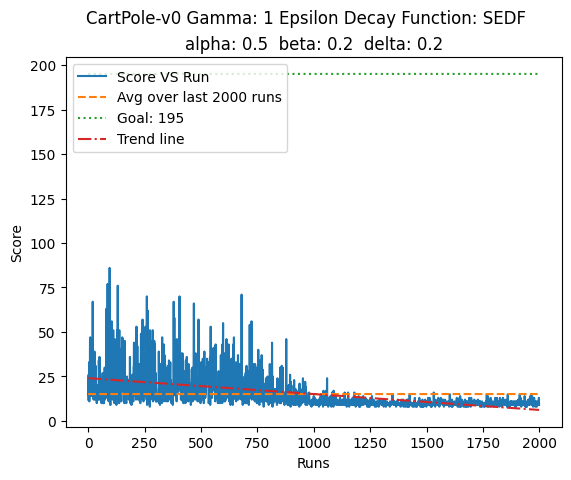 CartPole-v0 Gamma: 1 Epsilon Decay Function: SEDF
alpha: 0.5 beta: 0.2 delta: 0.2
Score VS Run
Avg over last 2000 runs
Goal: 195
Trend line
200
175
150
125
100
75
50
25
0
Score
0 250 500 750 1000 1250 1500 1750 2000
Runs